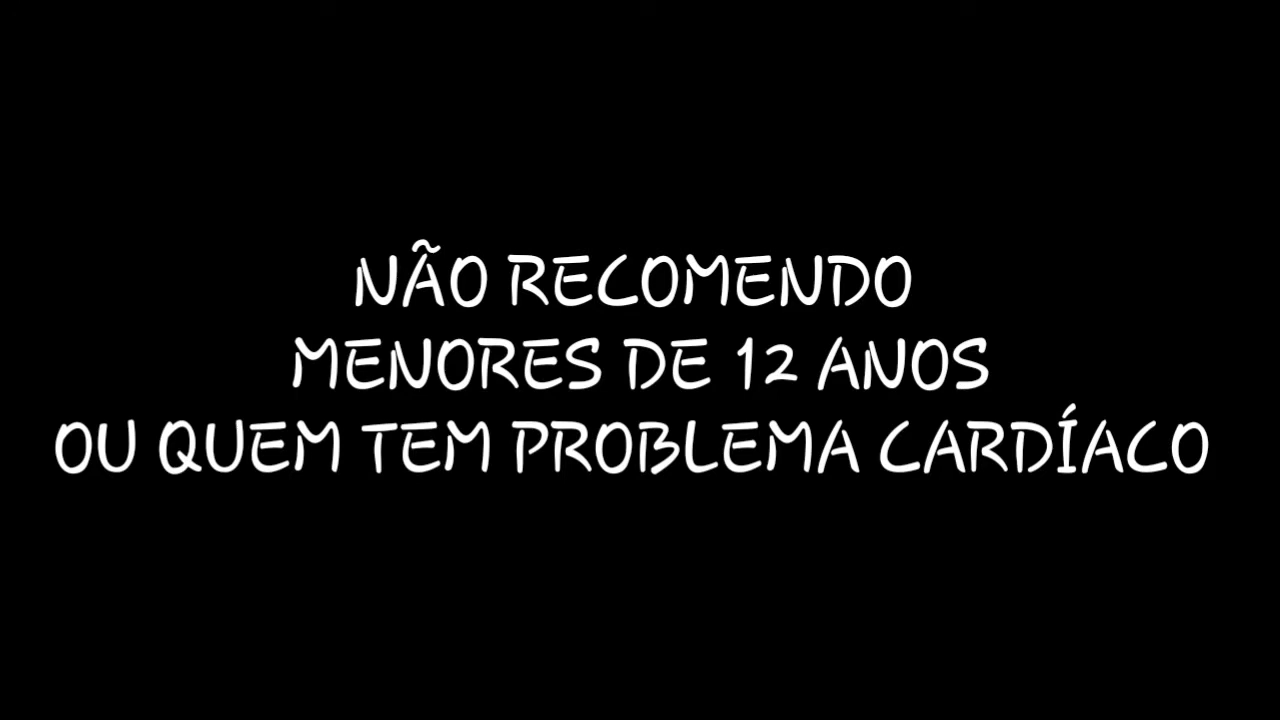 NÃO RECOMENDO
MENORES DE 12 ANOS
OU QUEM TEM PROBLEMA CARDÍACO